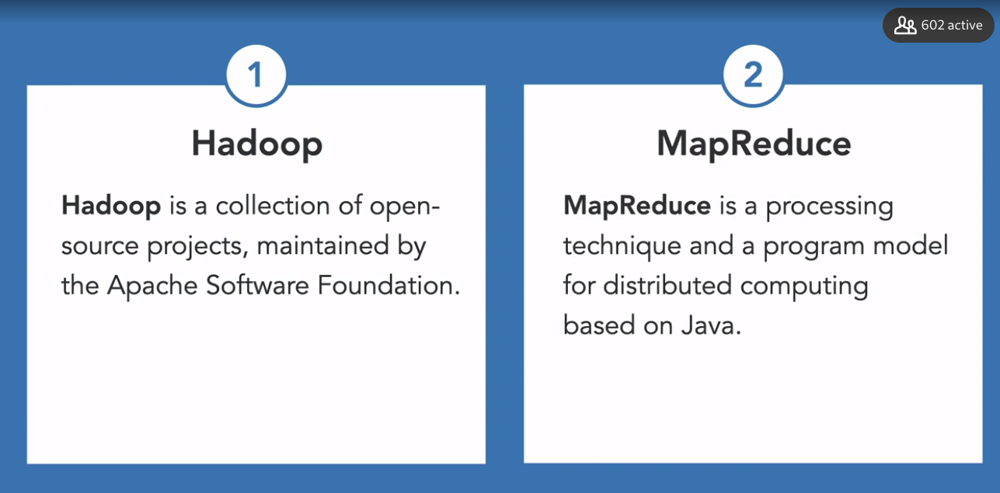 602 active
1
Hadoop
Hadoop is a collection of open-
source projects, maintained by
the Apache Software Foundation.
2
MapReduce
MapReduce is a processing
technique and a program model
for distributed computing
based on Java.